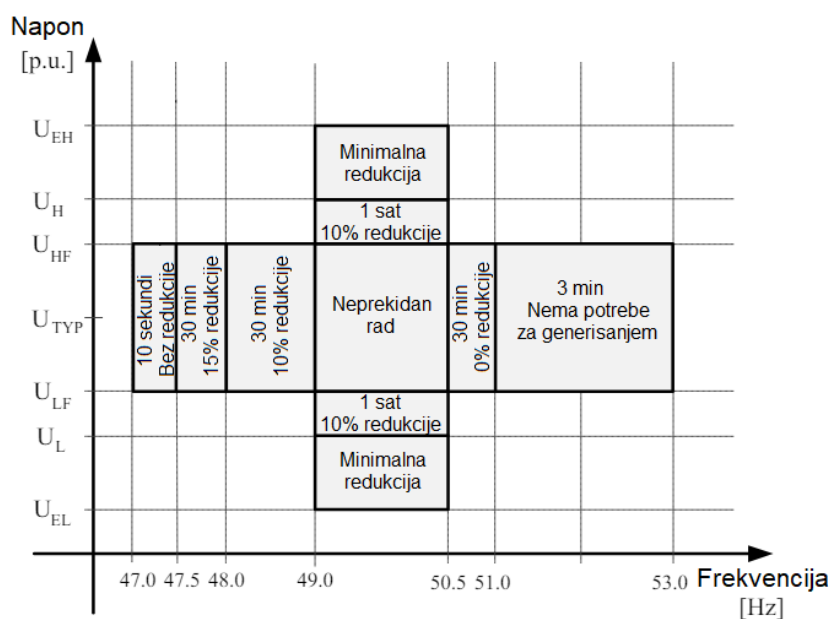 Napon
[p.u.]
U_EH
U_H
U_HF
U_TYP
U_LF
U_L
U_EL
Minimalna
redukcija
1 sat
10% redukcije
10 sekundi
Bez redukcije
30 min
15% redukcije
30 min
10% redukcije
Neprekidan
rad
30 min
0% redukcije
3 min
Nema potrebe
za generisanjem
1 sat
10% redukcije
Minimalna
redukcija
47.0 47.5 48.0 49.0 50.5 51.0 53.0
Frekvencija
[Hz]